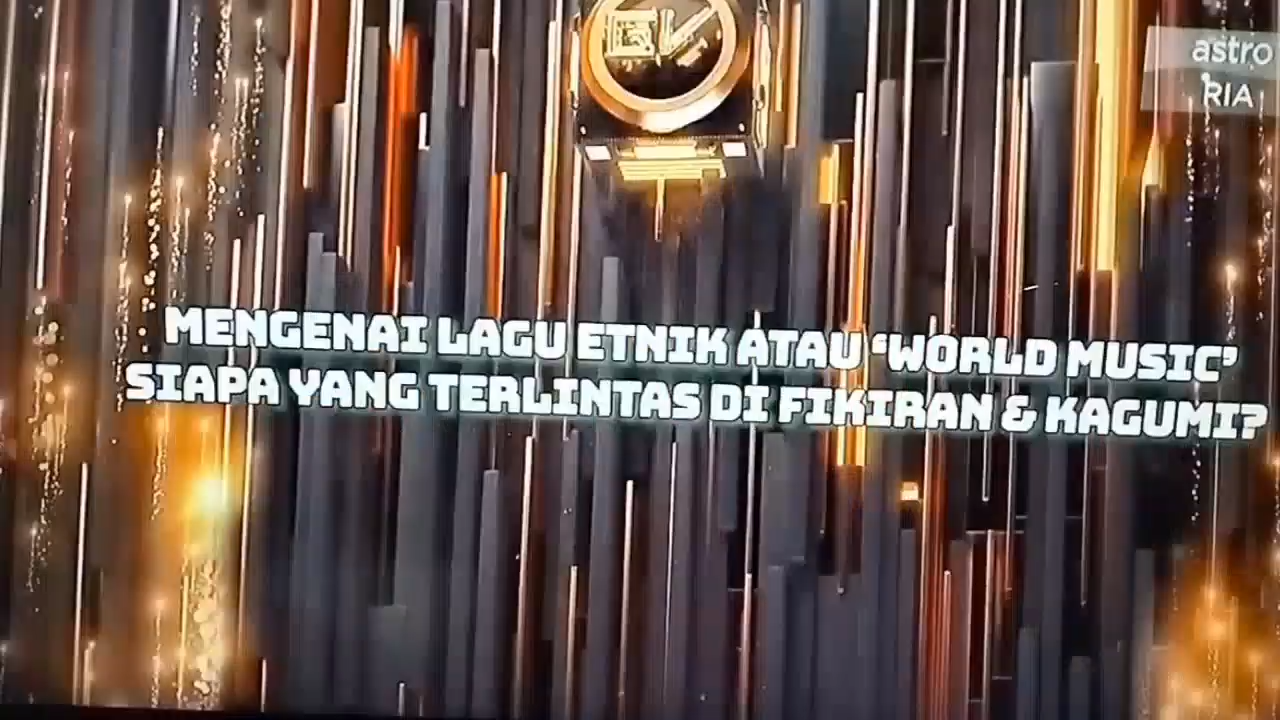 astro
RIA
MENGENAI LAGU ETNIK ATAU ‘WORLD MUSIC’
SIAPA YANG TERLINTAS DI FIKIRAN & KAGUMI?